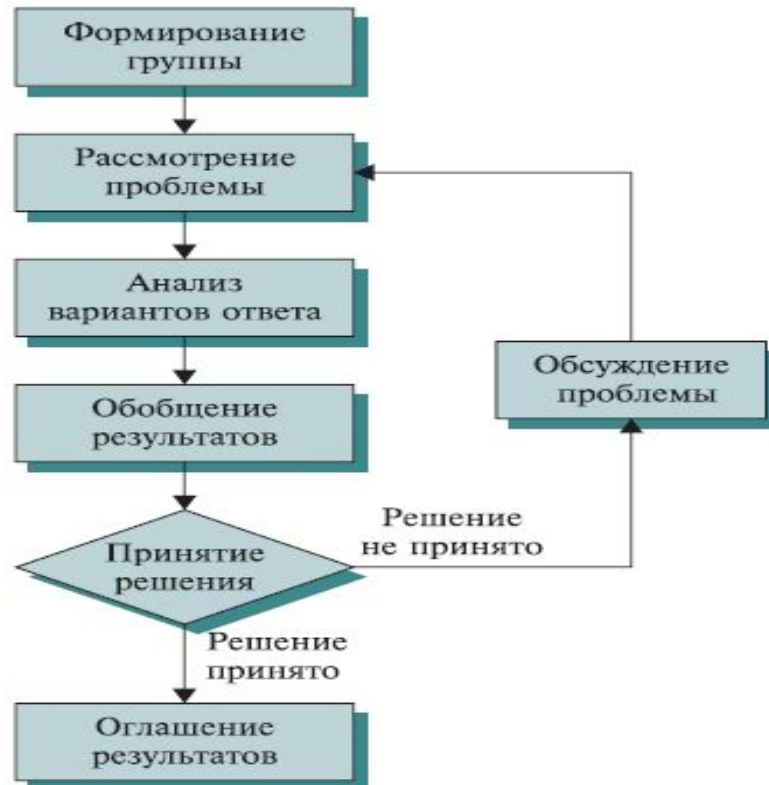 Формирование
группы
Рассмотрение
проблемы
Анализ
вариантов ответа
Обсуждение
проблемы
Обобщение
результатов
Решение
не принято
Принятие
решения
Решение
принято
Оглашение
результатов